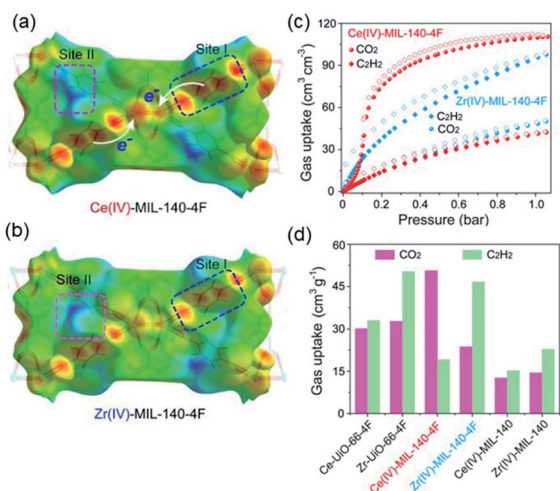 (a)
Site II
Site I
e-
e-
Ce(IV)-MIL-140-4F
(b)
Site II
Site I
Zr(IV)-MIL-140-4F
(c)
Gas uptake (cm³ cm⁻³)
120
90
60
30
0
Ce(IV)-MIL-140-4F
CO₂
C₂H₂
Zr(IV)-MIL-140-4F
C₂H₂
CO₂
0.0 0.2 0.4 0.6 0.8 1.0
Pressure (bar)
(d)
Gas uptake (cm³ g⁻¹)
60
45
30
15
0
CO₂ C₂H₂
Ce-UiO-66-4F
Zr-UiO-66-4F
Ce(IV)-MIL-140-4F
Zr(IV)-MIL-140-4F
Ce(IV)-MIL-140
Zr(IV)-MIL-140